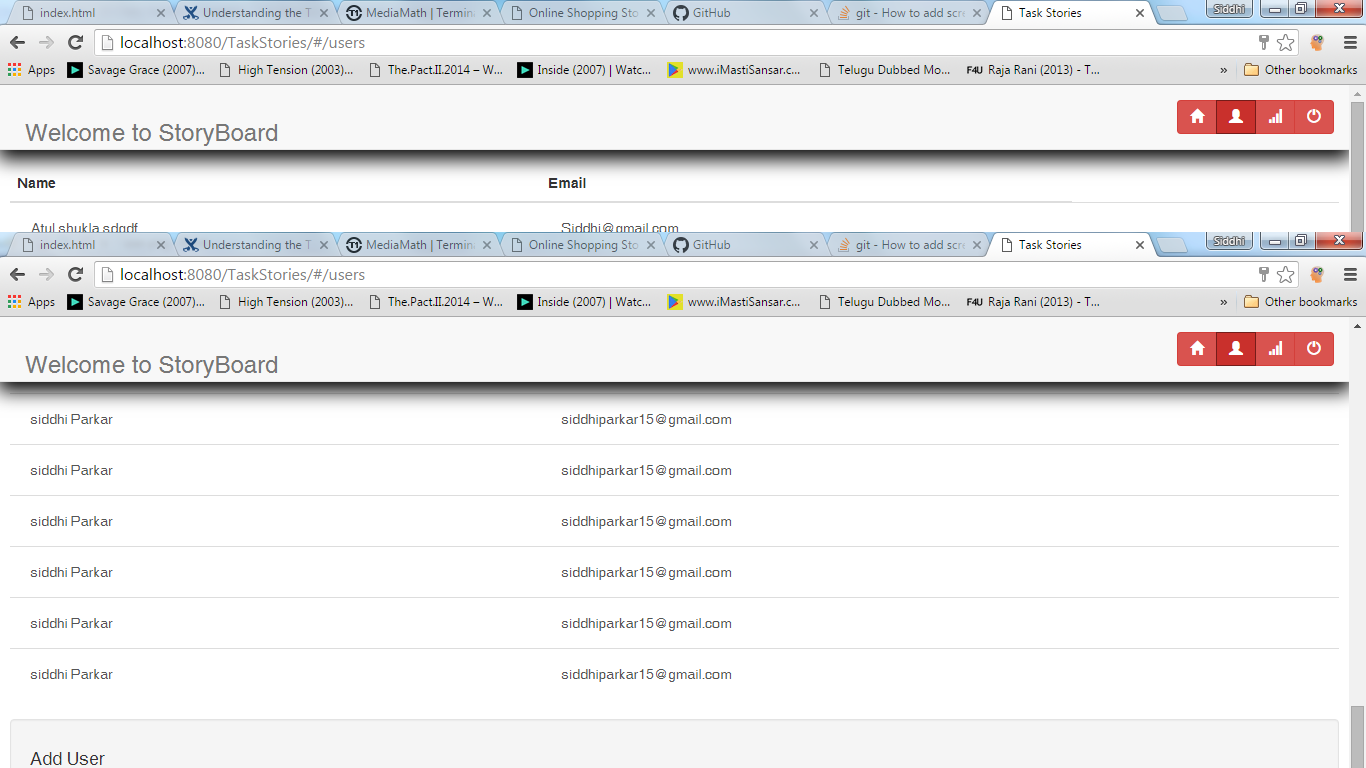 index.html Understanding the T MediaMath | Termina Online Shopping Sto GitHub git - How to add scre Task Stories Siddhi
localhost:8080/TaskStories/#/users
Apps Savage Grace (2007)... High Tension (2003)... The.Pact.II.2014 – W... Inside (2007) | Watc... www.iMastiSansar.c... Telugu Dubbed Mo... F4U Raja Rani (2013) - T... » Other bookmarks
Welcome to StoryBoard
Name Email
Atul shukla sdgdf Siddhi@gmail.com
index.html Understanding the T MediaMath | Termina Online Shopping Sto GitHub git - How to add scre Task Stories Siddhi
localhost:8080/TaskStories/#/users
Apps Savage Grace (2007)... High Tension (2003)... The.Pact.II.2014 – W... Inside (2007) | Watc... www.iMastiSansar.c... Telugu Dubbed Mo... F4U Raja Rani (2013) - T... » Other bookmarks
Welcome to StoryBoard
siddhi Parkar siddhiparkar15@gmail.com
siddhi Parkar siddhiparkar15@gmail.com
siddhi Parkar siddhiparkar15@gmail.com
siddhi Parkar siddhiparkar15@gmail.com
siddhi Parkar siddhiparkar15@gmail.com
siddhi Parkar siddhiparkar15@gmail.com
Add User